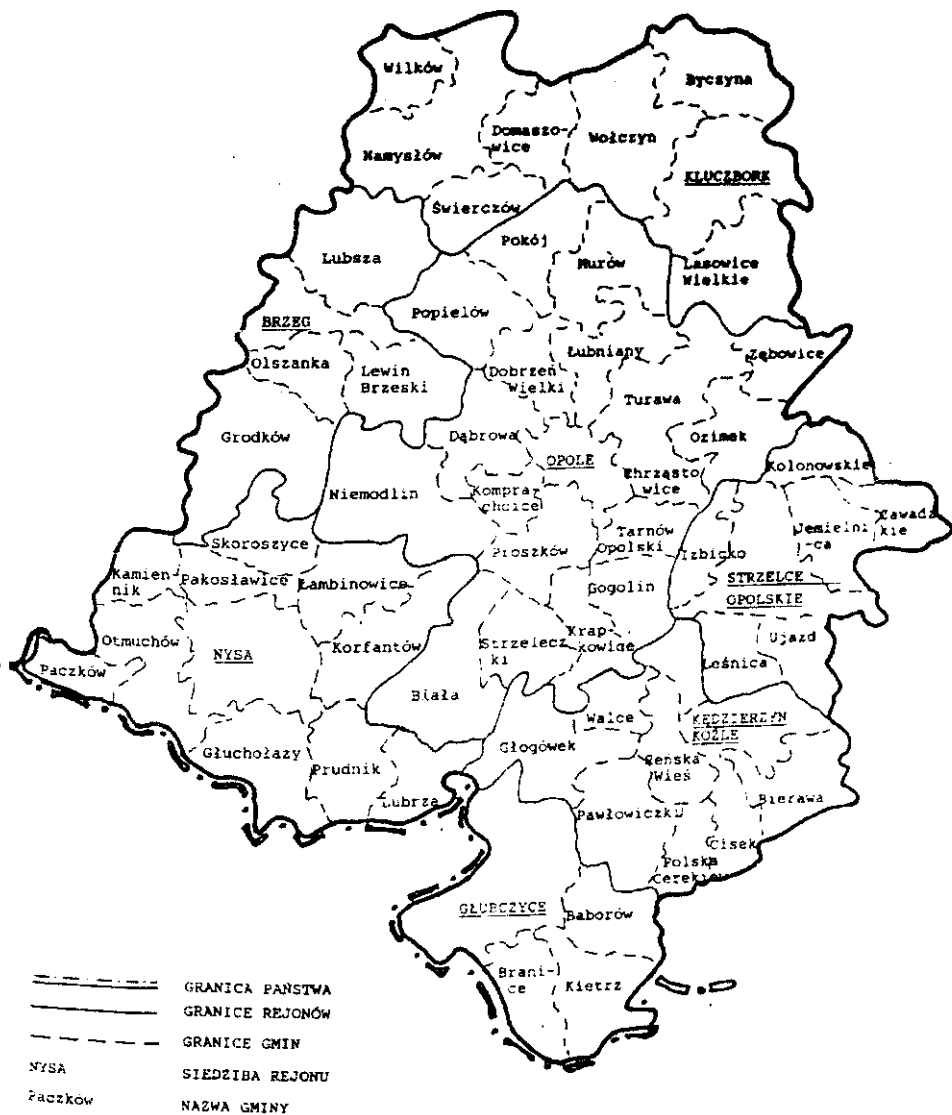 Wilków
Byczyna
Domaszo-
wice
Wołczyn
Namysłów
KLUCZBORK
Świerczów
Pokój
Lubsza
Murów
Lasowice
Wielkie
Popielów
BRZEG
Olszanka
Lewin
Brzeski
Dobrzeń
Wielki
Łubniany
Zębowice
Turawa
Grodków
Dąbrowa
OPOLE
Ozimek
Kolonowskie
Niemodlin
Kompra-
chcice
Chrząsto
wice
Skoroszyce
Prószków
Tarnów
Opolski
Izbicko
Jemielni-
ca
Zawadz
kie
Kamien-
nik
Pakosławice
Łambinowice
Gogolin
STRZELCE
OPOLSKIE
Otmuchów
NYSA
Korfantów
Strzelecz
ki
Krap-
kowice
Ujazd
Leśnica
Paczków
Biała
Walce
KĘDZIERZYN
KOŹLE
Głuchołazy
Prudnik
Głogówek
Reńska
Wieś
Lubrza
Bierawa
Pawłowiczki
Cisek
Polska
Cerekiew
GŁUBCZYCE
Baborów
Brani-
ce
Kietrz
GRANICA PAŃSTWA
GRANICE REJONÓW
GRANICE GMIN
NYSA SIEDZIBA REJONU
Paczków NAZWA GMINY